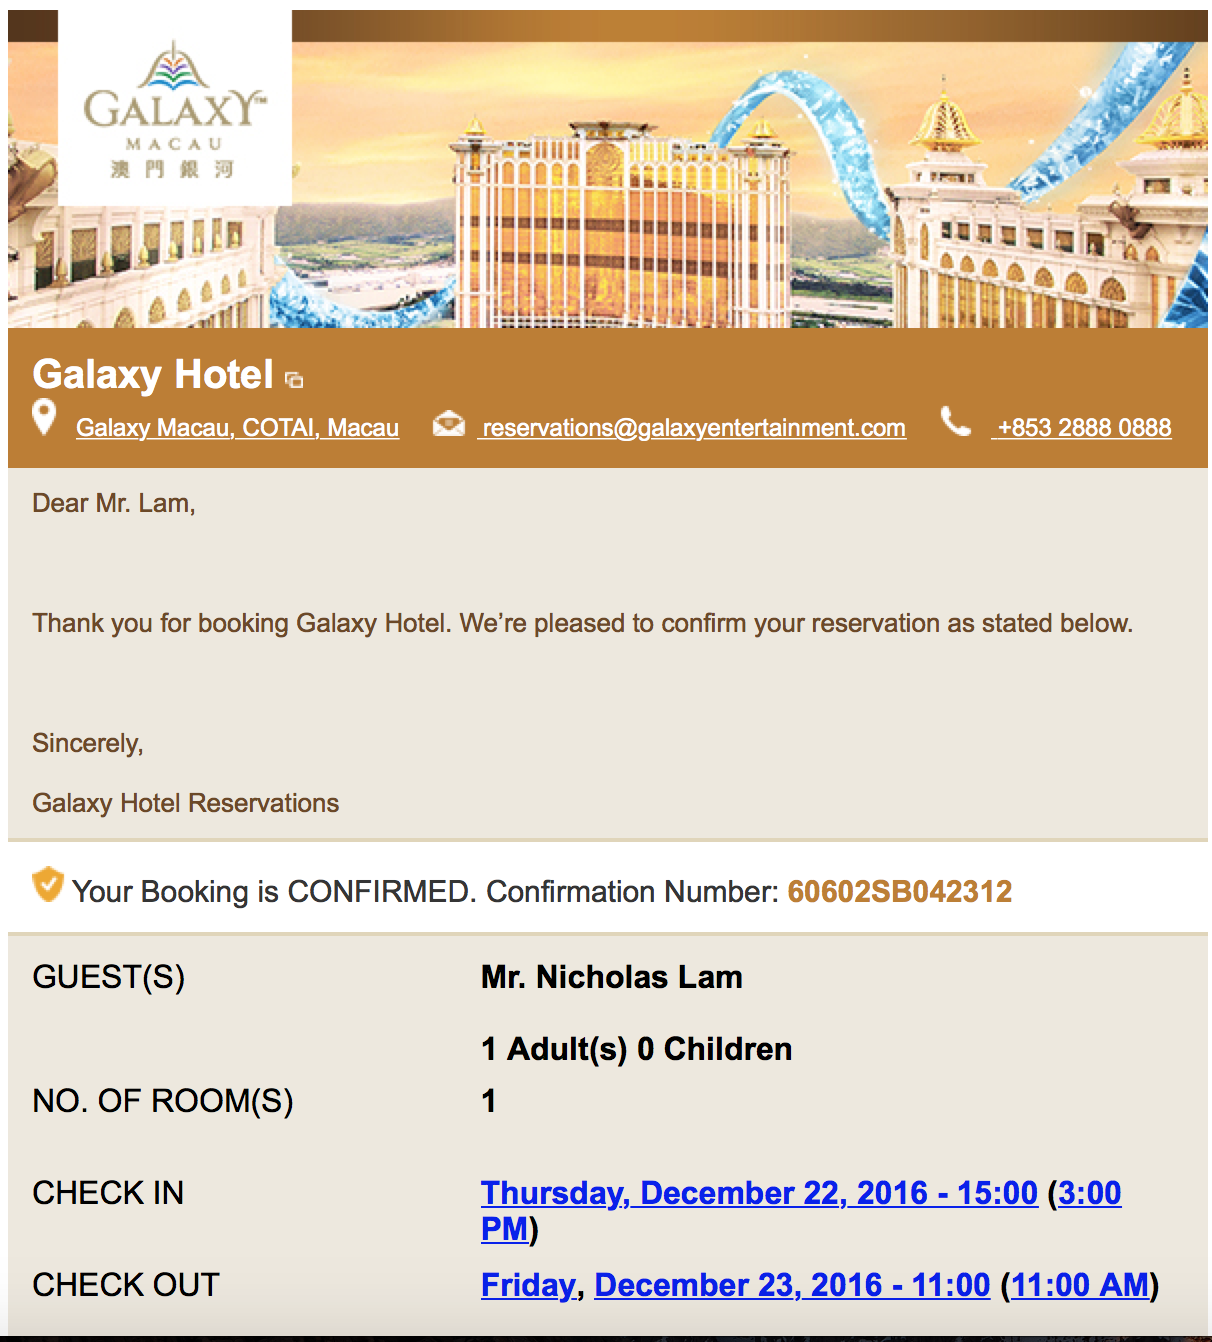 GALAXY™
MACAU
澳門銀河
Galaxy Hotel
Galaxy Macau, COTAI, Macau reservations@galaxyentertainment.com +853 2888 0888
Dear Mr. Lam,
Thank you for booking Galaxy Hotel. We’re pleased to confirm your reservation as stated below.
Sincerely,
Galaxy Hotel Reservations
Your Booking is CONFIRMED. Confirmation Number: 60602SB042312
GUEST(S) Mr. Nicholas Lam
1 Adult(s) 0 Children
NO. OF ROOM(S) 1
CHECK IN Thursday, December 22, 2016 - 15:00 (3:00
PM)
CHECK OUT Friday, December 23, 2016 - 11:00 (11:00 AM)